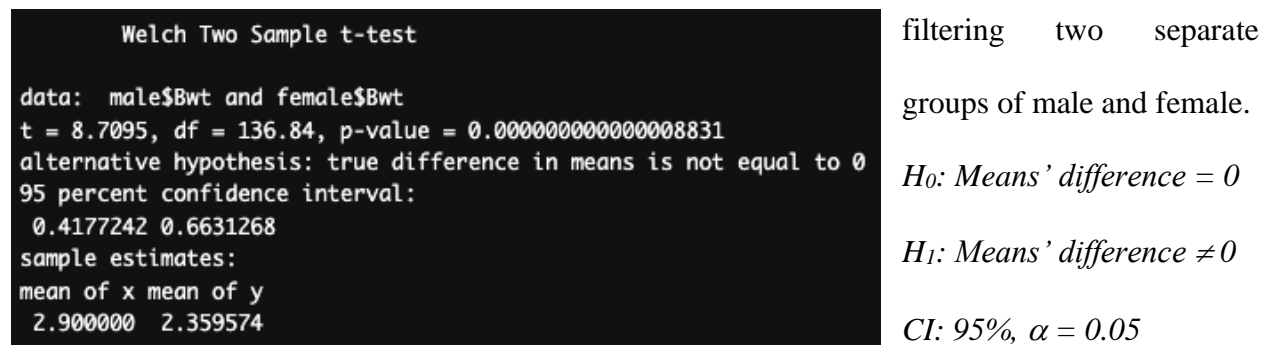 Welch Two Sample t-test
data: male$Bwt and female$Bwt
t = 8.7095, df = 136.84, p-value = 0.000000000000008831
alternative hypothesis: true difference in means is not equal to 0
95 percent confidence interval:
0.4177242 0.6631268
sample estimates:
mean of x mean of y
2.900000 2.359574
filtering two separate
groups of male and female.
H0: Means’ difference = 0
H1: Means’ difference ≠ 0
CI: 95%, α = 0.05